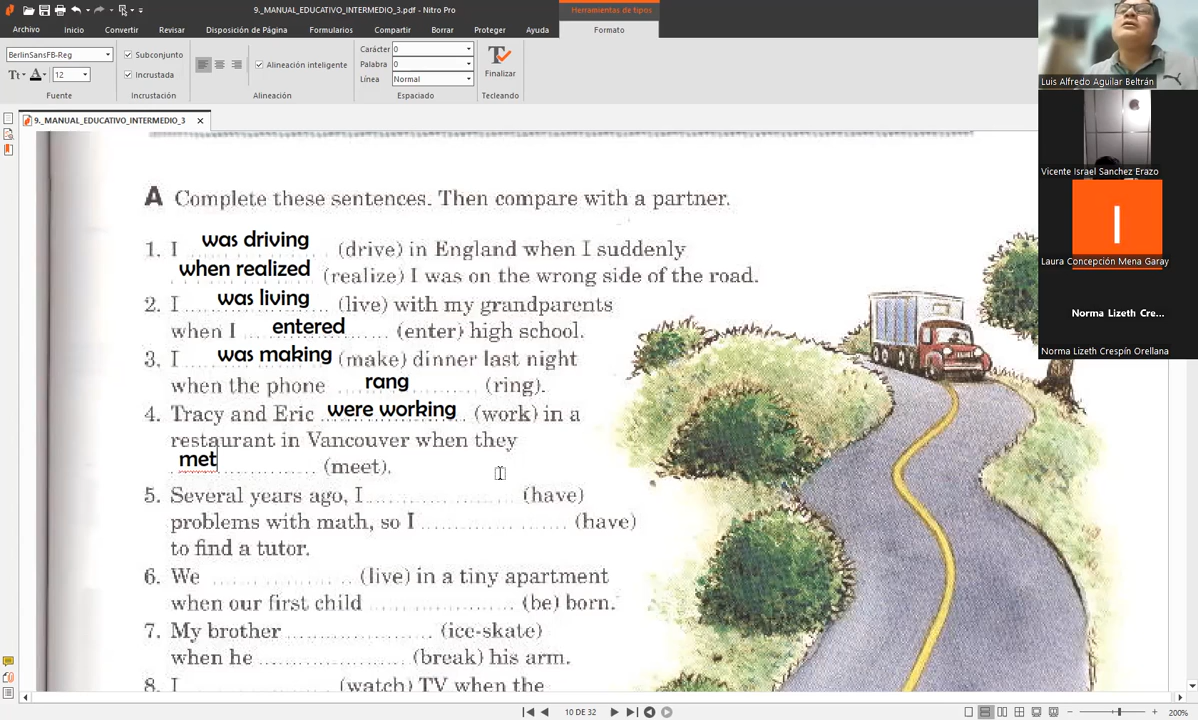 9._MANUAL_EDUCATIVO_INTERMEDIO_3.pdf - Nitro Pro
Herramientas de tipos
Archivo Inicio Convertir Revisar Disposición de Página Formularios Compartir Borrar Proteger Ayuda Formato
BerlinSansFB-Reg
Subconjunto
Alineación inteligente
Carácter 0
Palabra 0
Línea Normal
Finalizar
Tt A 12
Incrustada
Fuente Incrustación Alineación Espaciado Tecleando
9._MANUAL_EDUCATIVO_INTERMEDIO_3
Luis Alfredo Aguilar Beltrán
Vicente Israel Sanchez Erazo
I
Laura Concepción Mena Garay
Norma Lizeth Cre...
Norma Lizeth Crespín Orellana
A Complete these sentences. Then compare with a partner.
1. I was driving (drive) in England when I suddenly
when realized (realize) I was on the wrong side of the road.
2. I was living (live) with my grandparents
when I entered (enter) high school.
3. I was making (make) dinner last night
when the phone rang (ring).
4. Tracy and Eric were working (work) in a
restaurant in Vancouver when they
met (meet).
5. Several years ago, I (have)
problems with math, so I (have)
to find a tutor.
6. We (live) in a tiny apartment
when our first child (be) born.
7. My brother (ice-skate)
when he (break) his arm.
8. I (watch) TV when the
10 DE 32
200%